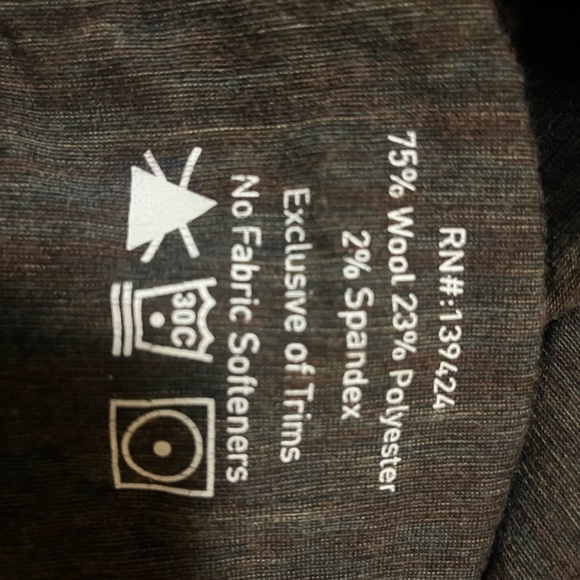 RN#:139424
75% Wool 23% Polyester
2% Spandex
Exclusive of Trims
No Fabric Softeners
30C